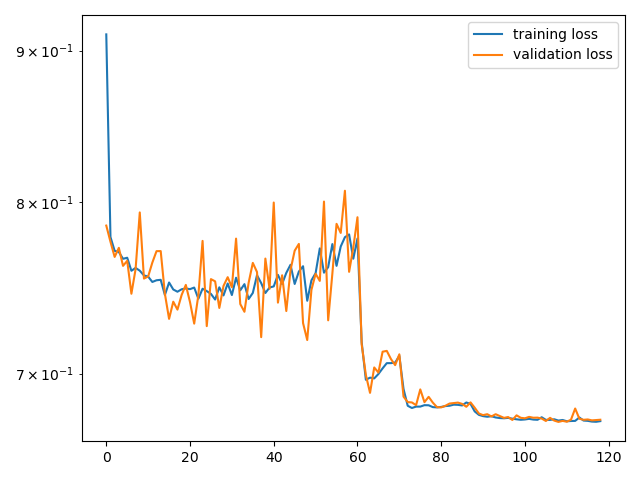 training loss
validation loss
9 × 10⁻¹
8 × 10⁻¹
7 × 10⁻¹
0 20 40 60 80 100 120